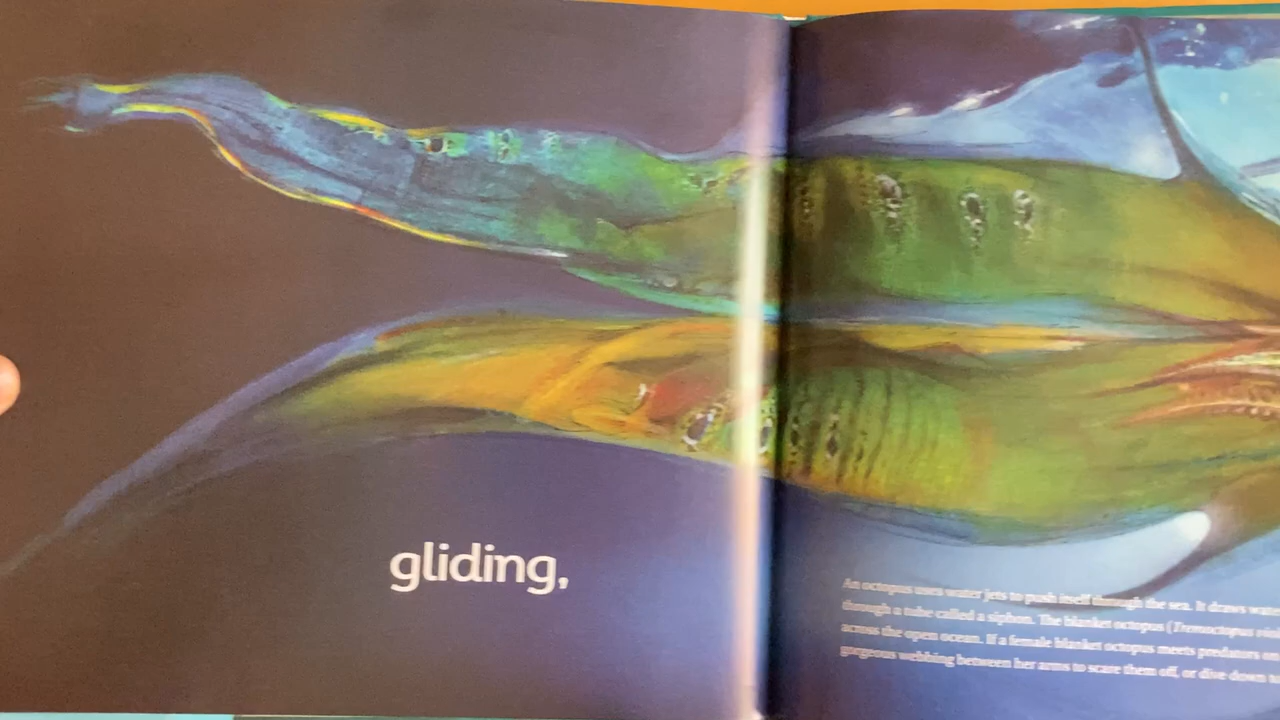 gliding,
An octopus uses water jets to push itself through the sea. It draws
through a tube called a siphon. The blanket octopus (Tremoctopus
across the open ocean. If a female blanket octopus meets predators
gorgeous webbing between her arms to scare them off, or dive down